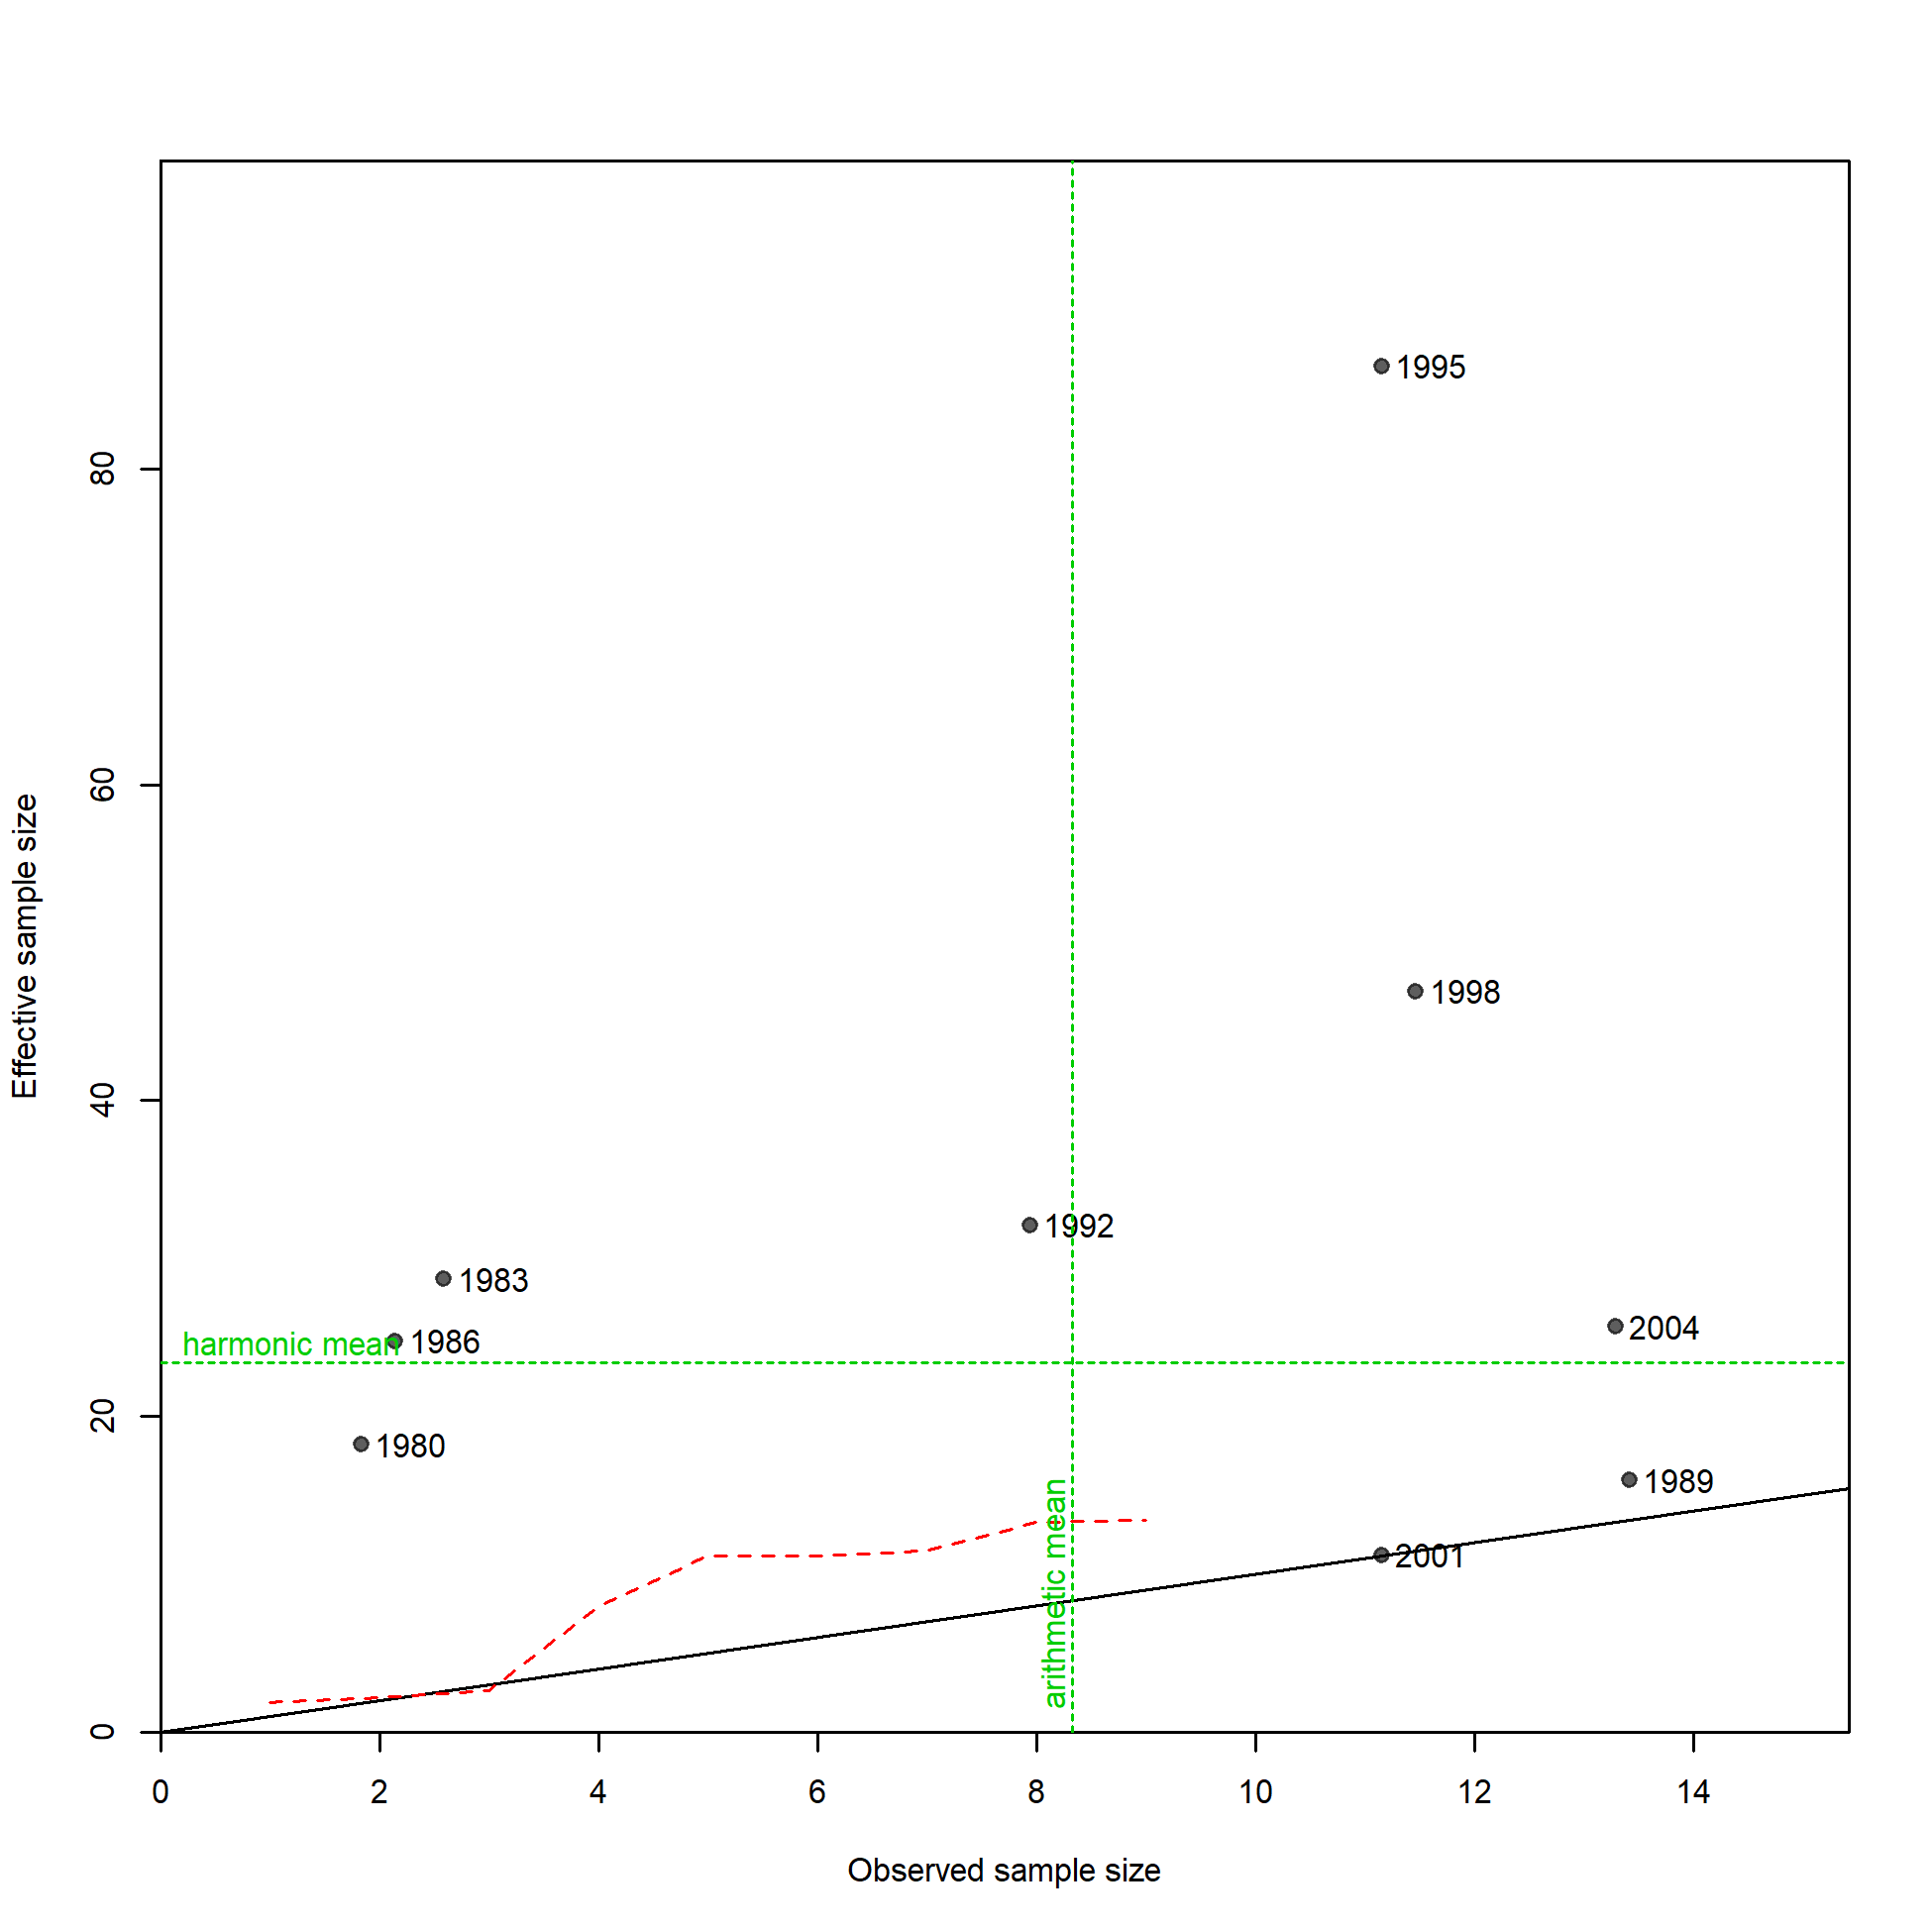 1995
80
60
Effective sample size
1998
40
1992
1983
2004
harmonic mean
1986
20
1980
1989
arithmetic mean
2001
0
0 2 4 6 8 10 12 14
Observed sample size